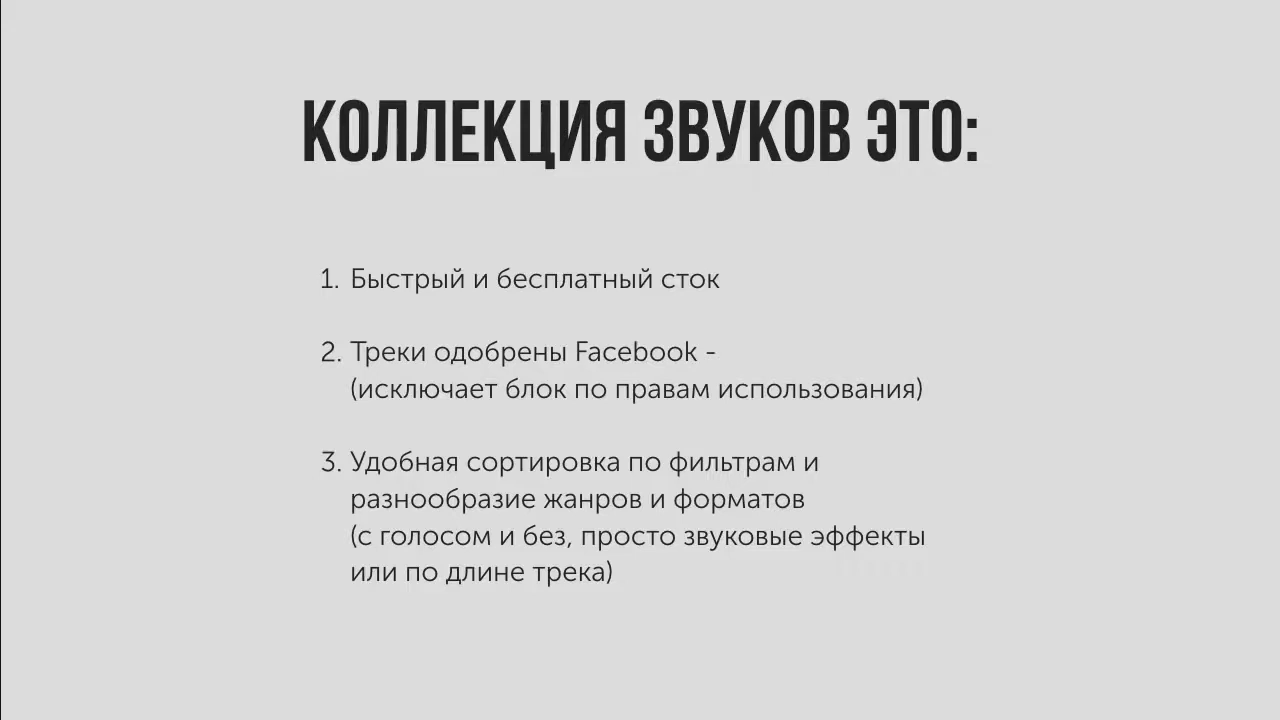 КОЛЛЕКЦИЯ ЗВУКОВ ЭТО:
1. Быстрый и бесплатный сток
2. Треки одобрены Facebook -
(исключает блок по правам использования)
3. Удобная сортировка по фильтрам и
разнообразие жанров и форматов
(с голосом и без, просто звуковые эффекты
или по длине трека)